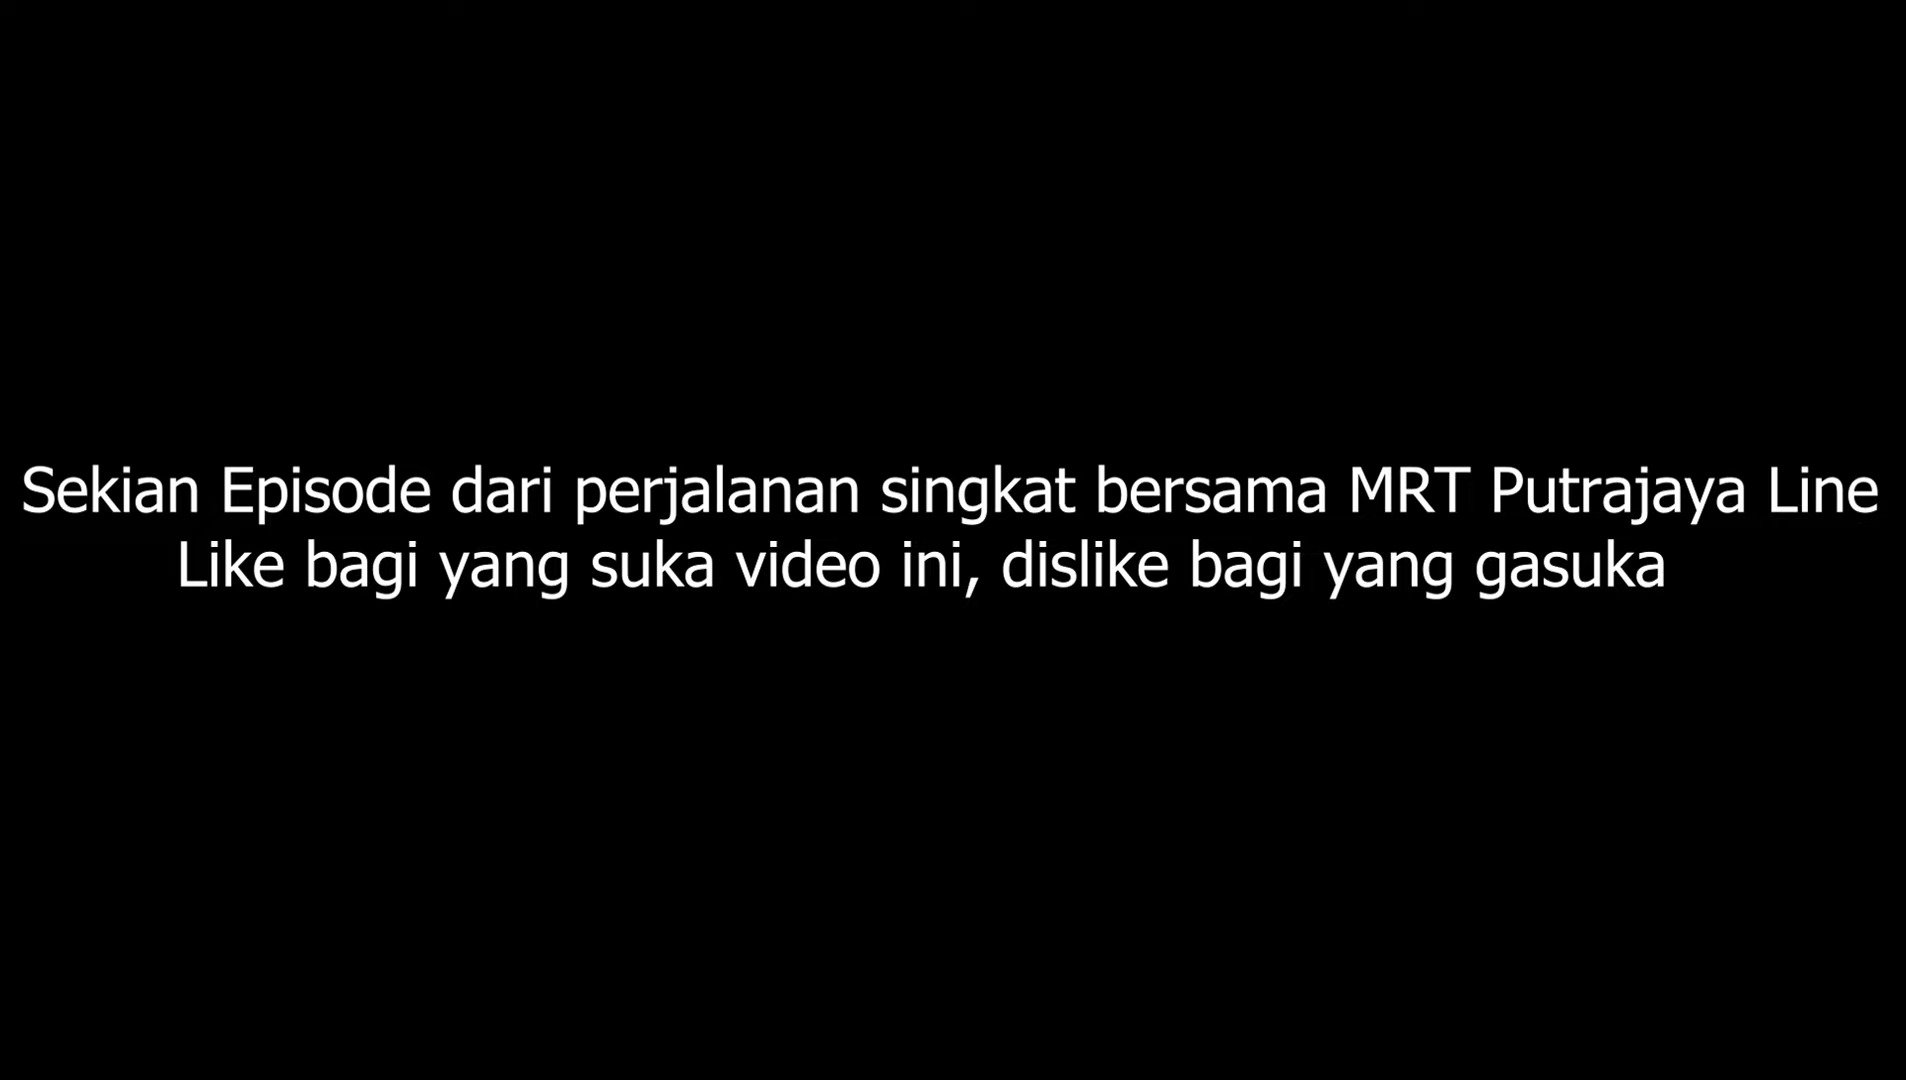 Sekian Episode dari perjalanan singkat bersama MRT Putrajaya Line
Like bagi yang suka video ini, dislike bagi yang gasuka